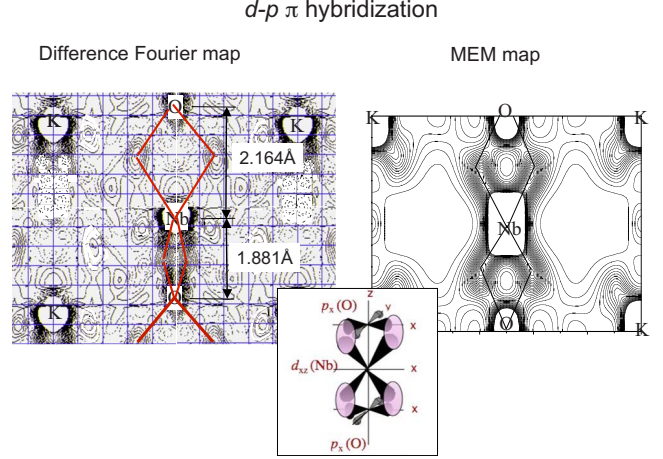 d-p π hybridization
Difference Fourier map
MEM map
O
K
K
2.164Å
Nb
1.881Å
O
K
K
O
K
Nb
O
K
z
y
pₓ(O)
x
dₓz(Nb)
x
x
pₓ(O)